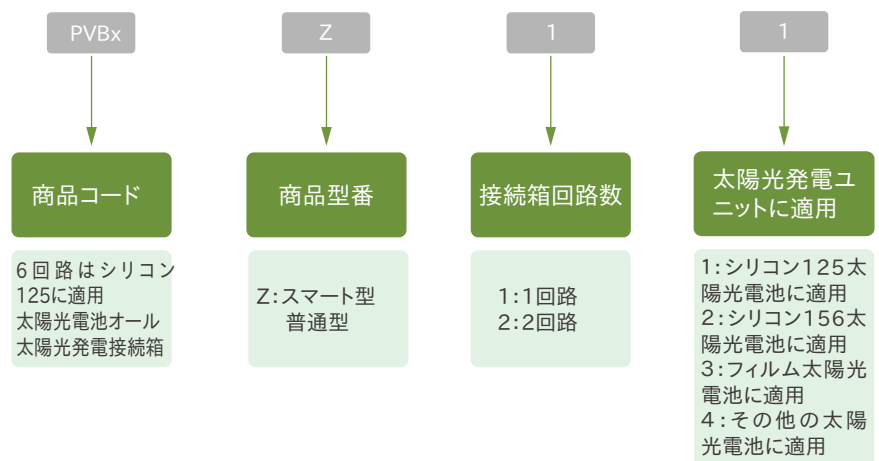 PVBx
Z
1
1
商品コード
商品型番
接続箱回路数
太陽光発電ユ
ニットに適用
6回路はシリコン
125に適用
太陽光電池オール
太陽光発電接続箱
Z:スマート型
普通型
1:1回路
2:2回路
1:シリコン125太
陽光電池に適用
2:シリコン156太
陽光電池に適用
3:フィルム太陽光
電池に適用
4:その他の太陽
光電池に適用